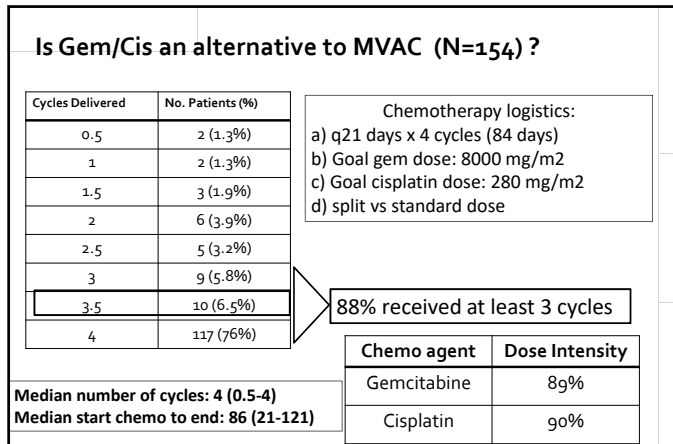 Is Gem/Cis an alternative to MVAC (N=154) ?
Cycles Delivered No. Patients (%)
0.5 2 (1.3%)
1 2 (1.3%)
1.5 3 (1.9%)
2 6 (3.9%)
2.5 5 (3.2%)
3 9 (5.8%)
3.5 10 (6.5%)
4 117 (76%)
Chemotherapy logistics:
a) q21 days x 4 cycles (84 days)
b) Goal gem dose: 8000 mg/m2
c) Goal cisplatin dose: 280 mg/m2
d) split vs standard dose
88% received at least 3 cycles
Chemo agent Dose Intensity
Gemcitabine 89%
Cisplatin 90%
Median number of cycles: 4 (0.5-4)
Median start chemo to end: 86 (21-121)